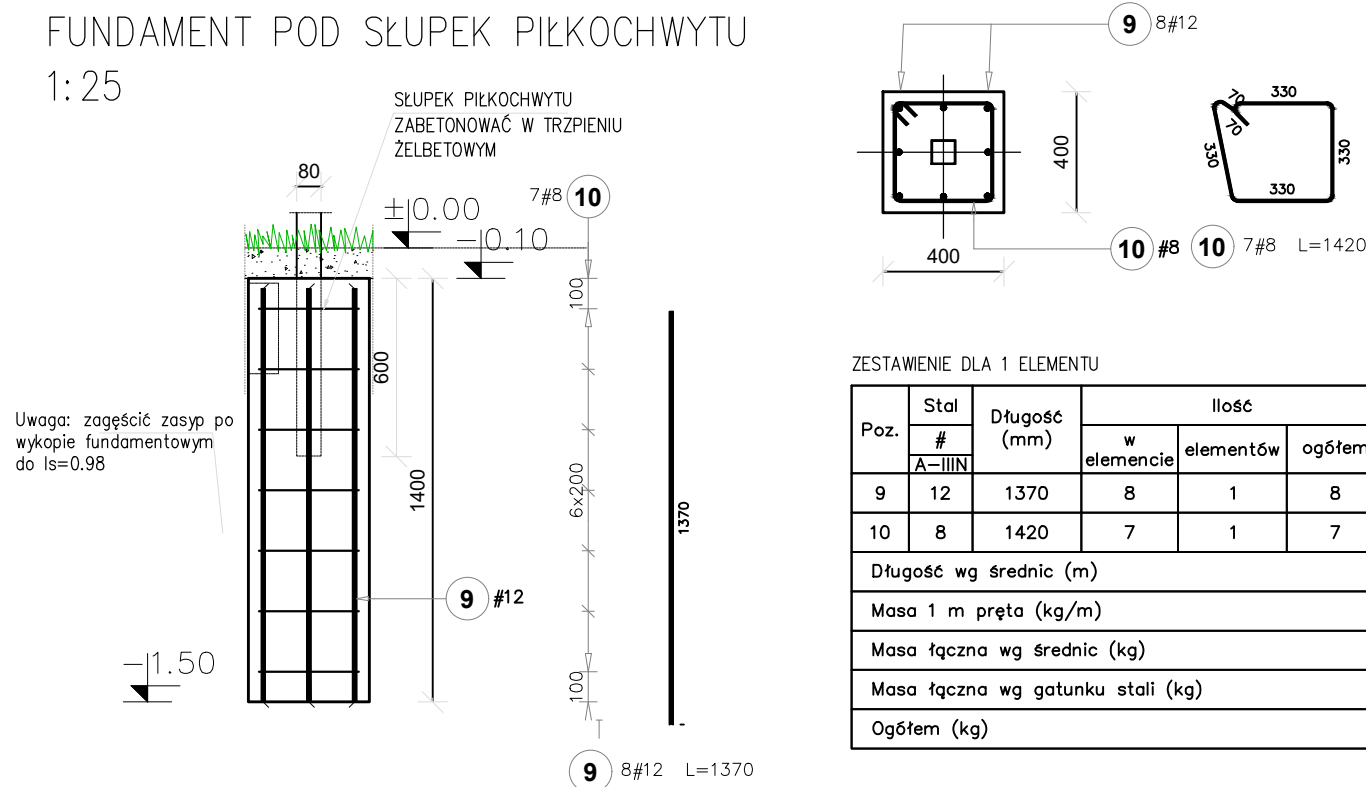 FUNDAMENT POD SŁUPEK PIŁKOCHWYTU
1:25
SŁUPEK PIŁKOCHWYTU
ZABETONOWAĆ W TRZPIENIU
ŻELBETOWYM
80
7#8 10
±0.00
-0.10
100
600
1400
6x200
1370
Uwaga: zagęścić zasyp po
wykopie fundamentowym
do Is=0.98
9 #12
-1.50
100
9 8#12 L=1370
9 8#12
400
400
10 #8
70
70
330
330
330
330
10 7#8 L=1420
ZESTAWIENIE DLA 1 ELEMENTU
Poz. Stal # A-IIIN Długość (mm) Ilość
w elemencie elementów ogółem
9 12 1370 8 1 8
10 8 1420 7 1 7
Długość wg średnic (m)
Masa 1 m pręta (kg/m)
Masa łączna wg średnic (kg)
Masa łączna wg gatunku stali (kg)
Ogółem (kg)